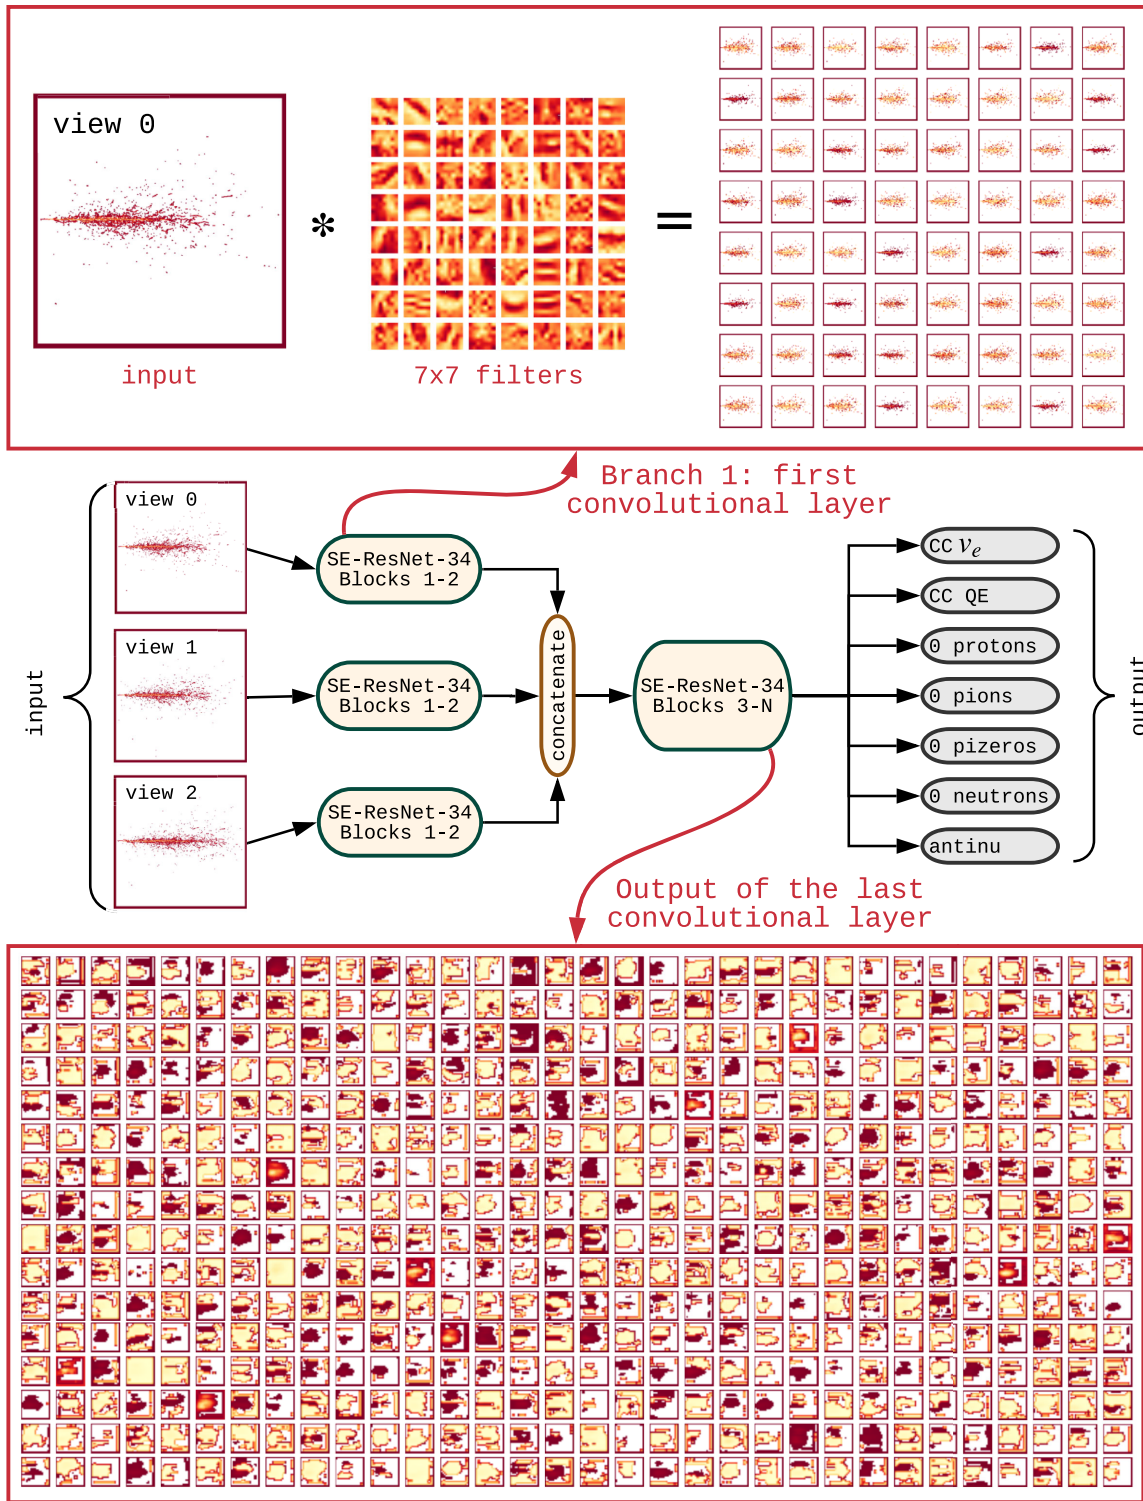 view 0
*
=
input
7x7 filters
Branch 1: first
convolutional layer
view 0
SE-ResNet-34
Blocks 1-2
view 1
SE-ResNet-34
Blocks 1-2
view 2
SE-ResNet-34
Blocks 1-2
input
concatenate
SE-ResNet-34
Blocks 3-N
CC νe
CC QE
0 protons
0 pions
0 pizeros
0 neutrons
antinu
output
Output of the last
convolutional layer